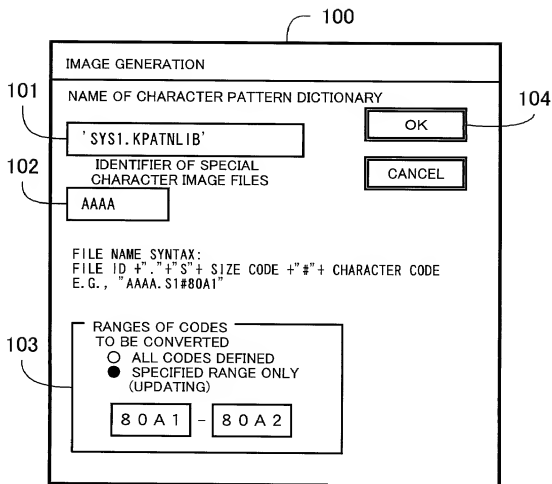 100
IMAGE GENERATION
NAME OF CHARACTER PATTERN DICTIONARY
101
104
'SYS1.KPATNLIB'
OK
IDENTIFIER OF SPECIAL
CHARACTER IMAGE FILES
102
CANCEL
AAAA
FILE NAME SYNTAX:
FILE ID +"."+"S"+ SIZE CODE +"#"+ CHARACTER CODE
E.G., "AAAA.S1#80A1"
RANGES OF CODES
TO BE CONVERTED
103
ALL CODES DEFINED
SPECIFIED RANGE ONLY
(UPDATING)
80A1 - 80A2